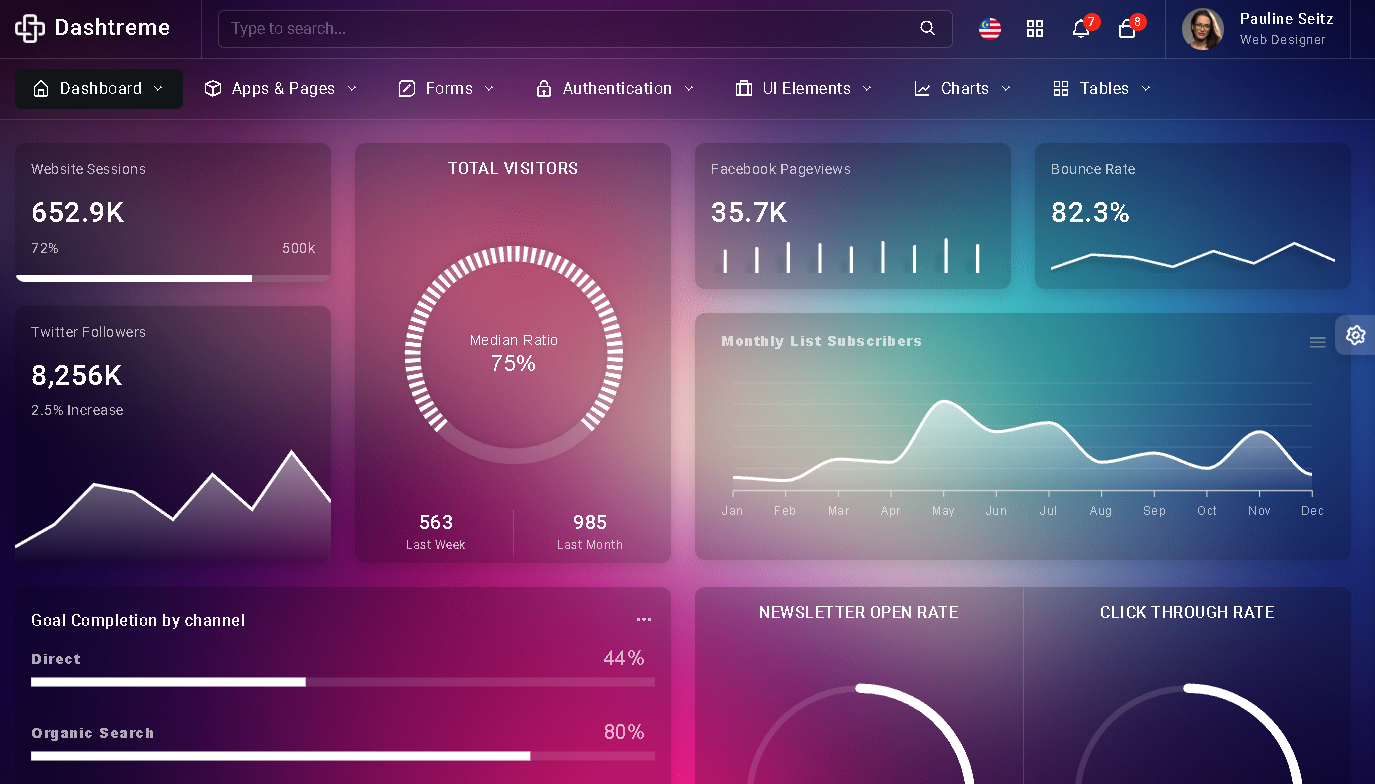 Dashtreme
Type to search...
7
8
Pauline Seitz
Web Designer
Dashboard
Apps & Pages
Forms
Authentication
UI Elements
Charts
Tables
Website Sessions
652.9K
72%
500k
TOTAL VISITORS
Median Ratio
75%
563
Last Week
985
Last Month
Facebook Pageviews
35.7K
Bounce Rate
82.3%
Twitter Followers
8,256K
2.5% Increase
Monthly List Subscribers
Jan Feb Mar Apr May Jun Jul Aug Sep Oct Nov Dec
Goal Completion by channel
Direct
44%
Organic Search
80%
NEWSLETTER OPEN RATE
CLICK THROUGH RATE